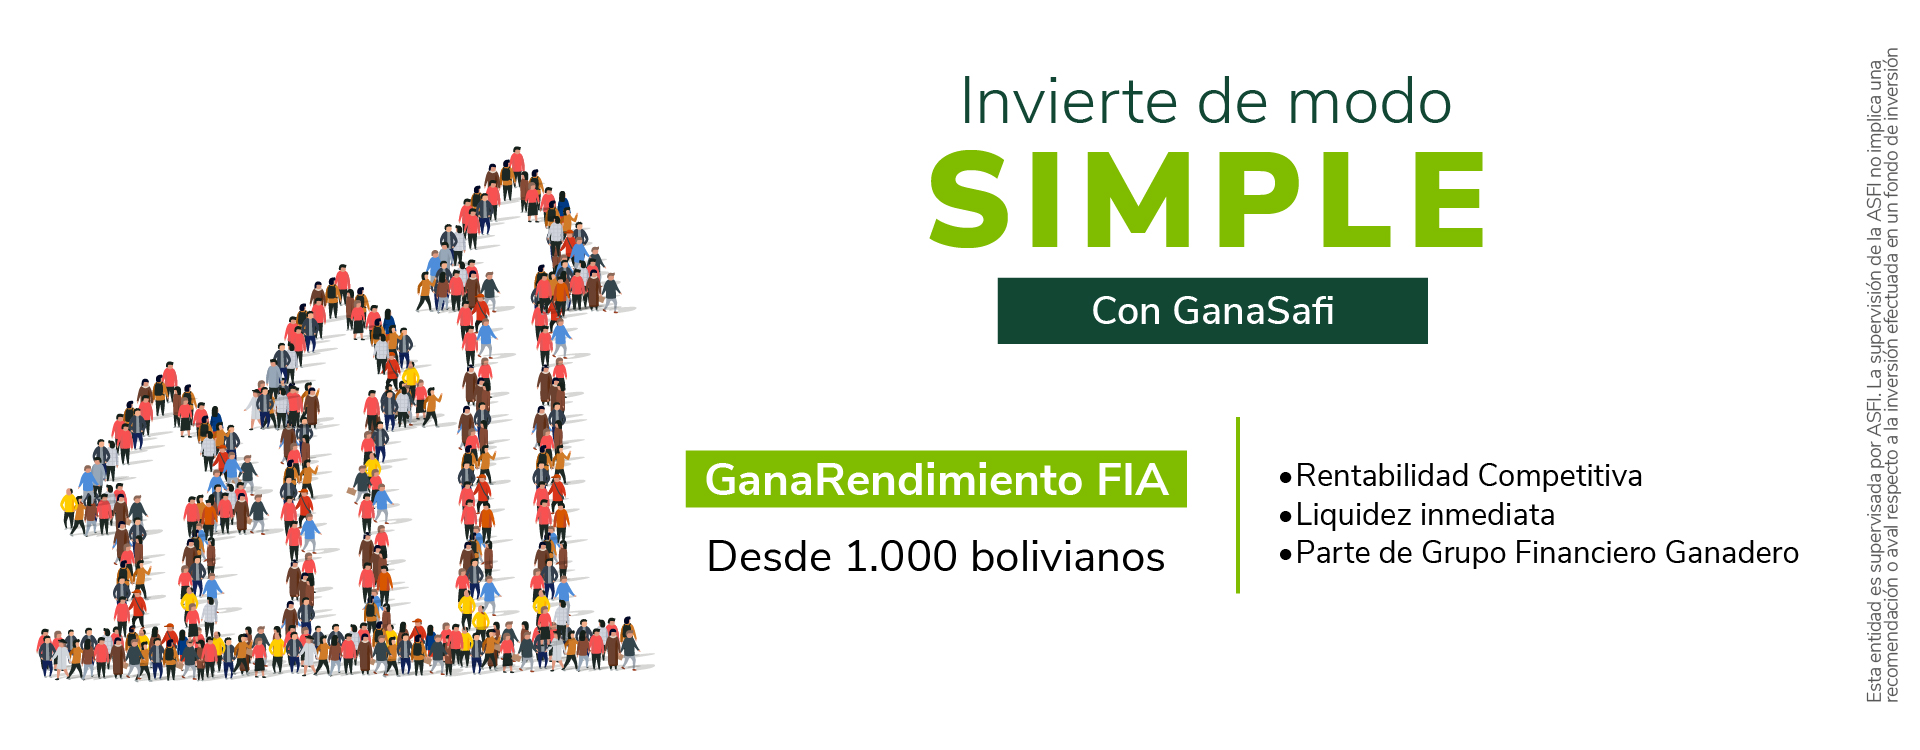 Invierte de modo
SIMPLE
Con GanaSafi
GanaRendimiento FIA
Desde 1.000 bolivianos
•Rentabilidad Competitiva
•Liquidez inmediata
•Parte de Grupo Financiero Ganadero
Esta entidad es supervisada por ASFI. La supervisión de la ASFI no implica una
recomendación o aval respecto a la inversión efectuada en un fondo de inversión